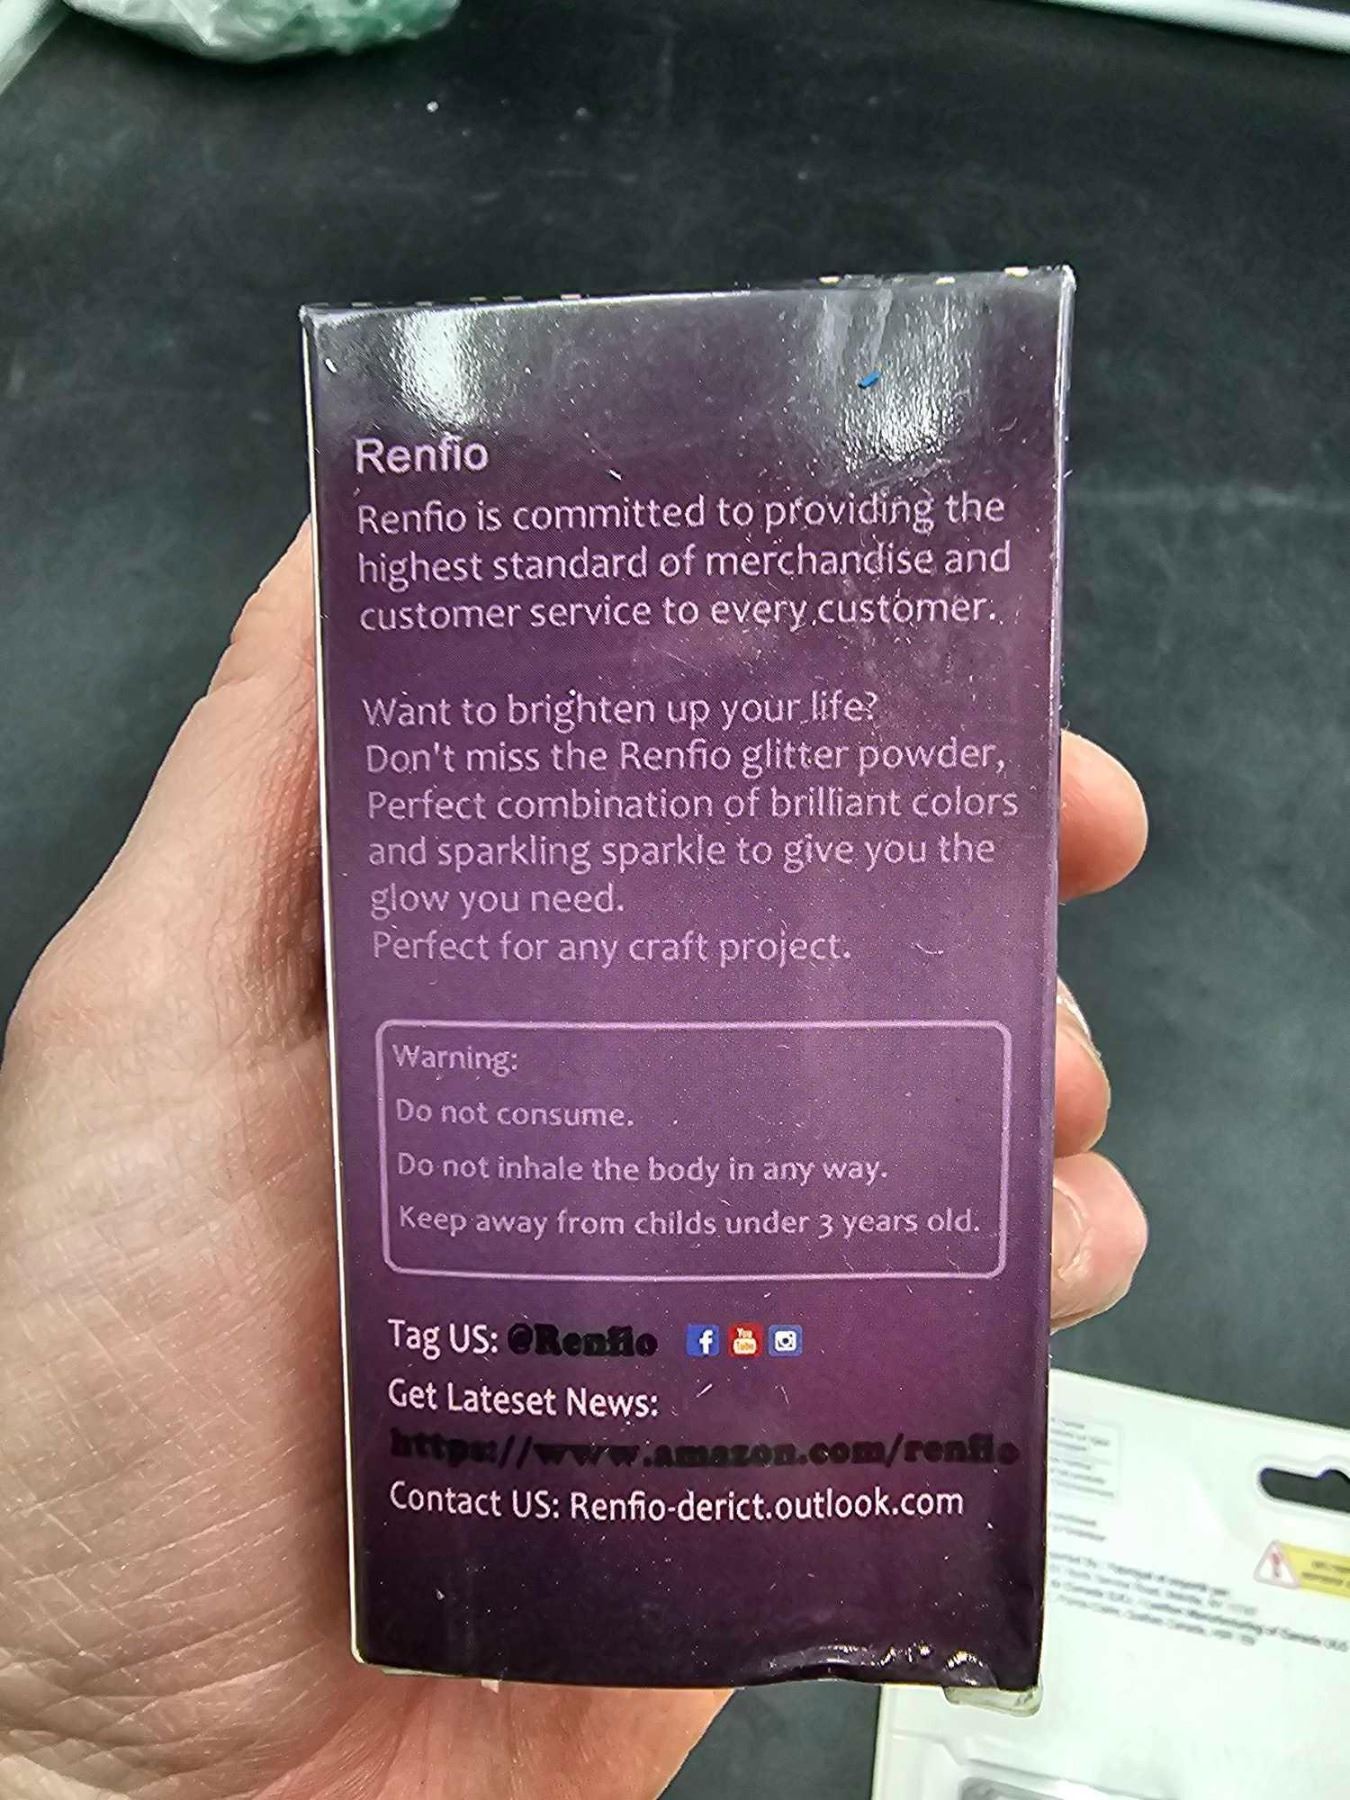 Renfio
Renfio is committed to providing the
highest standard of merchandise and
customer service to every customer.
Want to brighten up your life?
Don't miss the Renfio glitter powder,
Perfect combination of brilliant colors
and sparkling sparkle to give you the
glow you need.
Perfect for any craft project.
Warning:
Do not consume.
Do not inhale the body in any way.
Keep away from childs under 3 years old.
Tag US: @Renfio
Get Lateset News:
https://www.amazon.com/renfio
Contact US: Renfio-derict.outlook.com